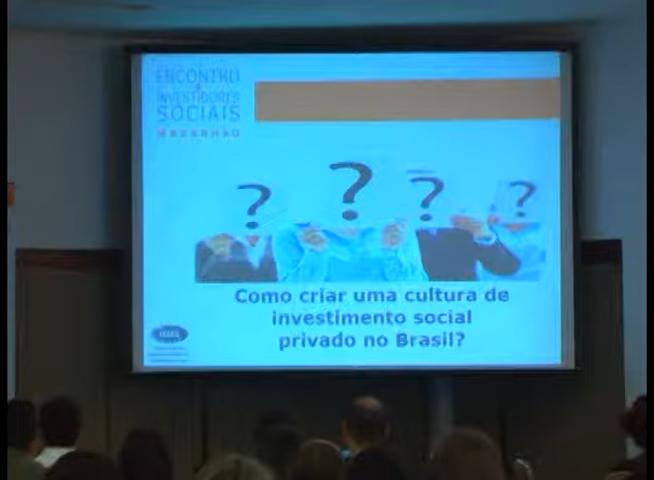 ENCONTRO
INVESTIDORES
SOCIAIS
MARANHÃO
? ? ? ?
Como criar uma cultura de
investimento social
privado no Brasil?